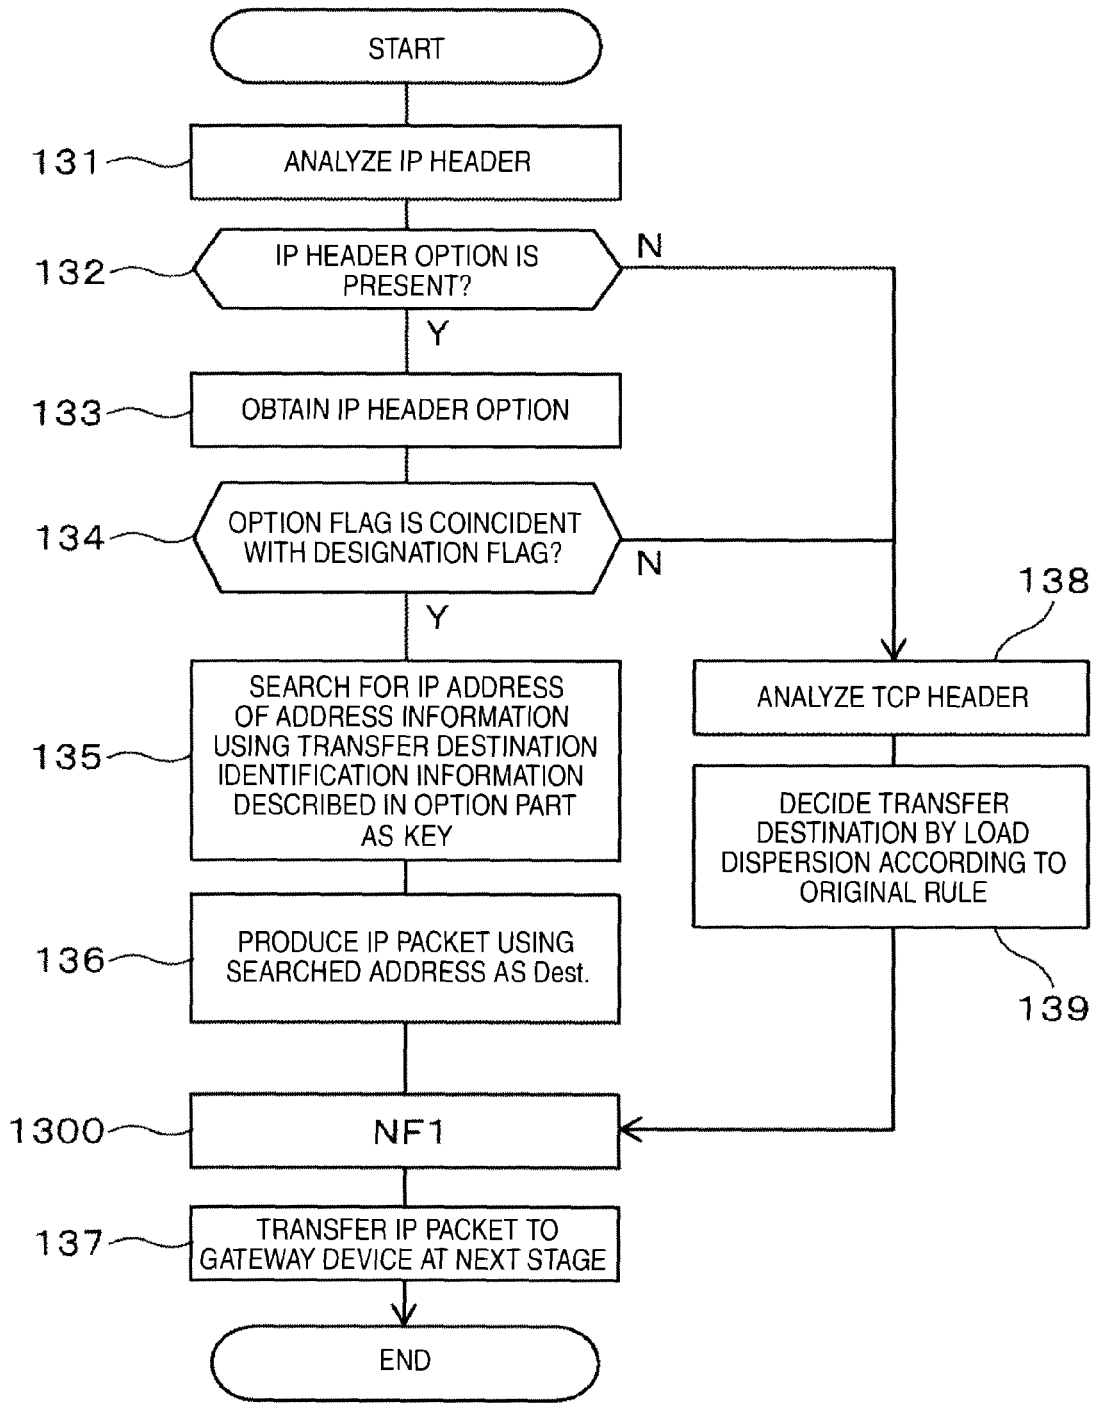 START
131
ANALYZE IP HEADER
132
IP HEADER OPTION IS
PRESENT?
N
Y
133
OBTAIN IP HEADER OPTION
134
OPTION FLAG IS COINCIDENT
WITH DESIGNATION FLAG?
N
Y
138
ANALYZE TCP HEADER
135
SEARCH FOR IP ADDRESS
OF ADDRESS INFORMATION
USING TRANSFER DESTINATION
IDENTIFICATION INFORMATION
DESCRIBED IN OPTION PART
AS KEY
DECIDE TRANSFER
DESTINATION BY LOAD
DISPERSION ACCORDING TO
ORIGINAL RULE
139
136
PRODUCE IP PACKET USING
SEARCHED ADDRESS AS Dest.
1300
NF1
137
TRANSFER IP PACKET TO
GATEWAY DEVICE AT NEXT STAGE
END